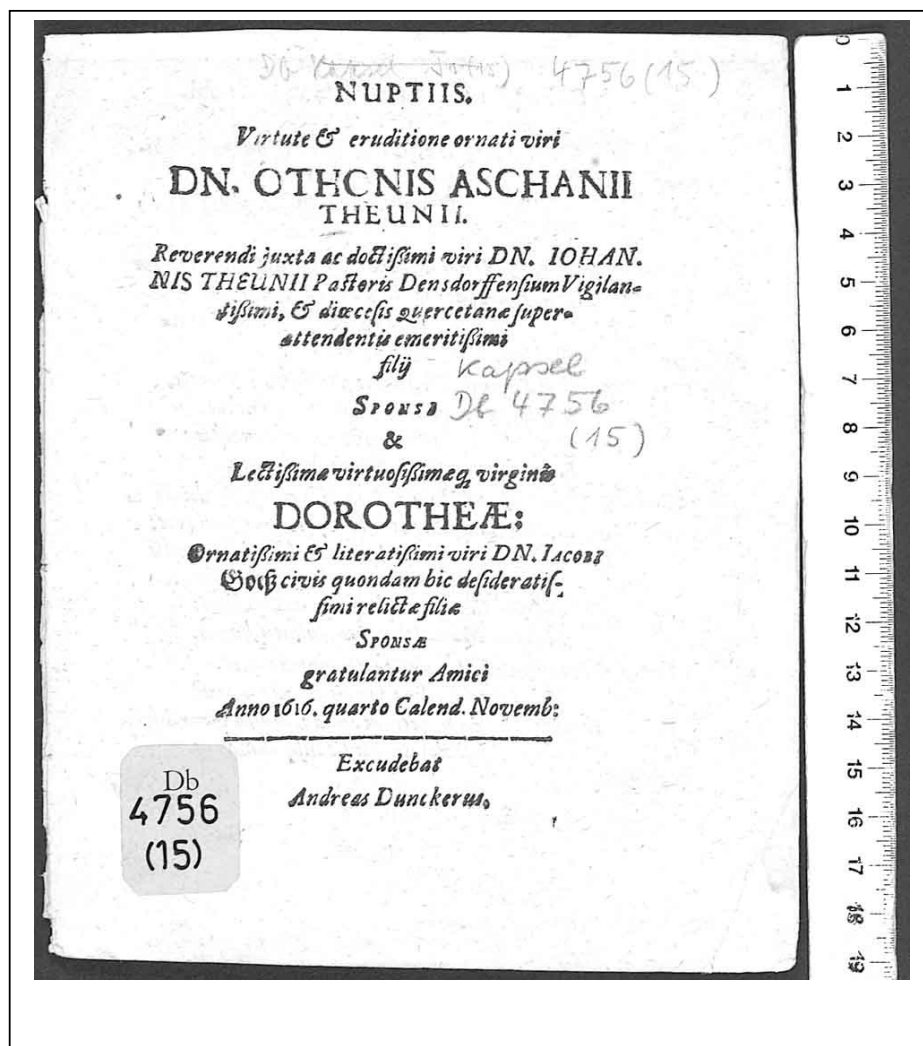 4756 (15)
NUPTIIS.
Virtute & eruditione ornati viri
DN. OTHONIS ASCHANII
THEUNII.
Reverendi juxta ac doctißimi viri DN. IOHAN.
NIS THEUNII Pastoris Densdorffensium Vigilan-
tißimi, & diœcesis quercetanæ super-
attendentis emeritißimi
filij
Kapsel
SPONSI
Db 4756
&
(15)
Lectißimæ virtuosißimæq; virginis
DOROTHEÆ:
Ornatißimi & literatißimi viri DN. IACOBI
civis quondam hic desideratis-
simi relictæ filiæ
SPONSÆ
gratulantur Amici
Anno 1616. quarto Calend. Novemb:
Excudebat
Andreas Dunckerus.
Db
4756
(15)
0
1
2
3
4
5
6
7
8
9
10
11
12
13
14
15
16
17
18
19